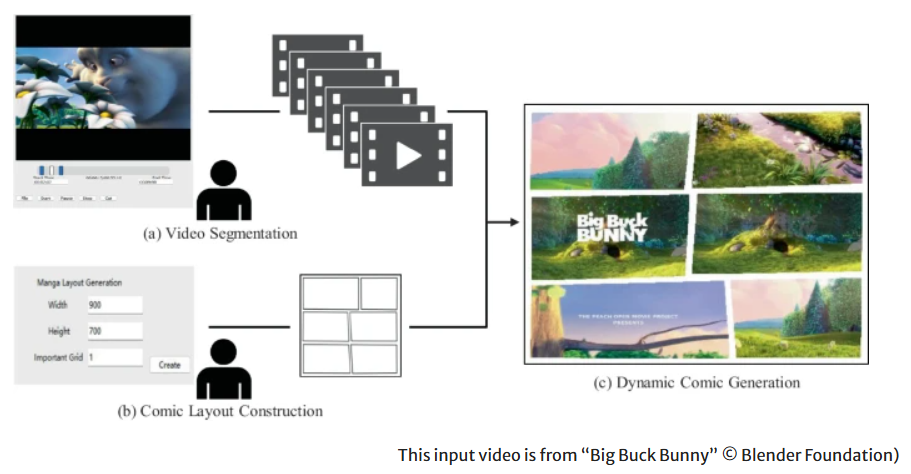 File Start Pause Stop Cut
(a) Video Segmentation
Manga Layout Generation
Width 900
Height 700
Important Grid 1
Create
(b) Comic Layout Construction
Big Buck
BUNNY
THE PEACH OPEN MOVIE PROJECT
PRESENTS
(c) Dynamic Comic Generation
This input video is from “Big Buck Bunny” © Blender Foundation)